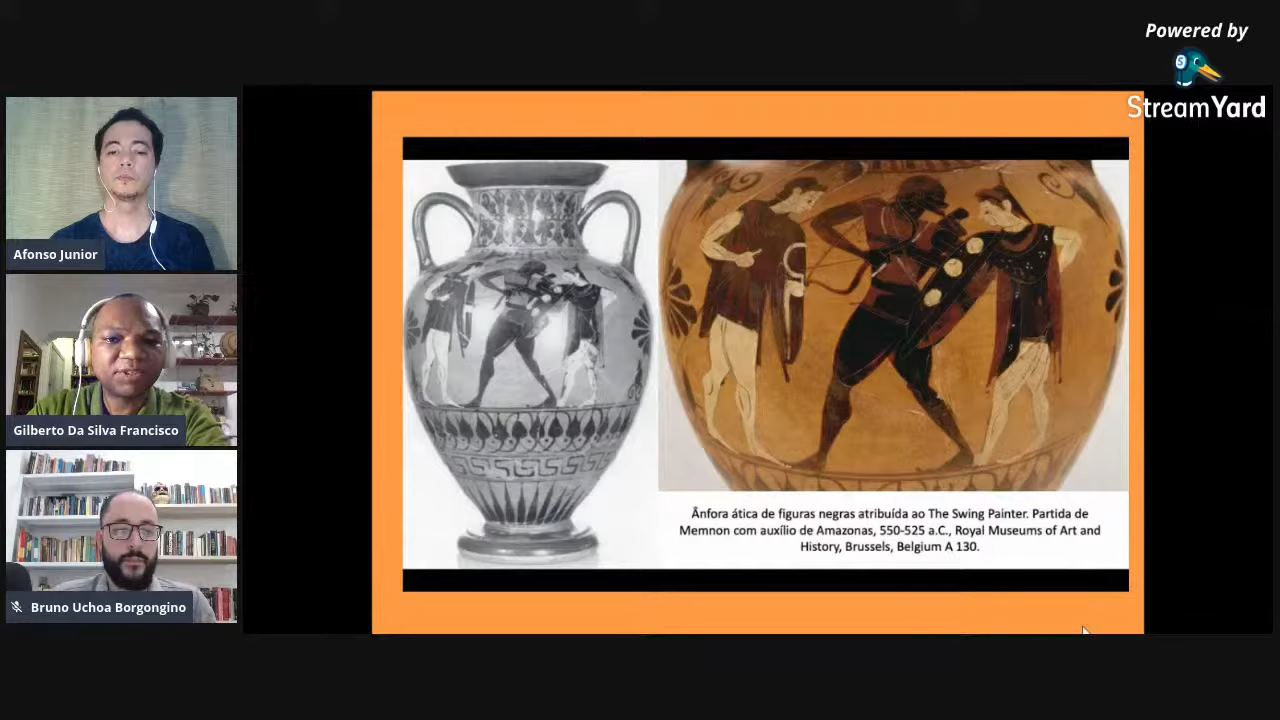 Powered by
StreamYard
Afonso Junior
Gilberto Da Silva Francisco
Bruno Uchoa Borgongino
Ânfora ática de figuras negras atribuída ao The Swing Painter. Partida de
Memnon com auxílio de Amazonas, 550-525 a.C., Royal Museums of Art and
History, Brussels, Belgium A 130.